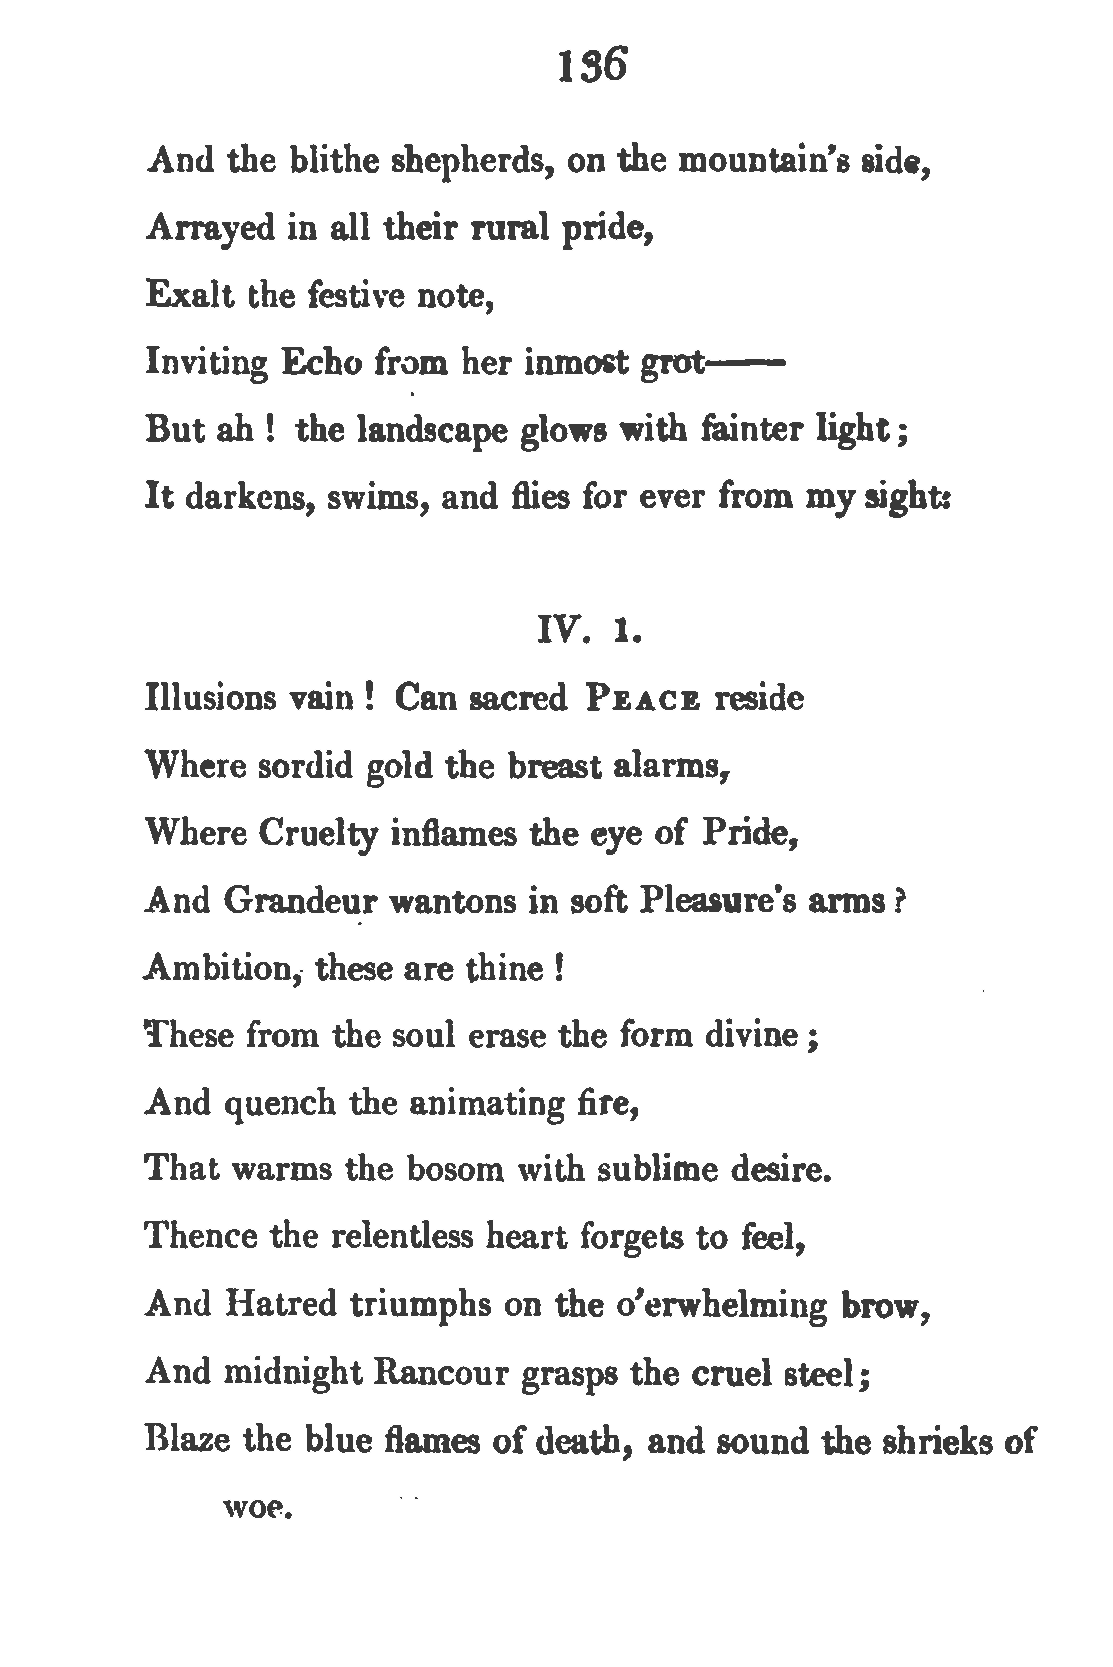 136
And the blithe shepherds, on the mountain's side,
Arrayed in all their rural pride,
Exalt the festive note,
Inviting Echo from her inmost grot——
But ah ! the landscape glows with fainter light ;
It darkens, swims, and flies for ever from my sight:
IV. 1.
Illusions vain ! Can sacred PEACE reside
Where sordid gold the breast alarms,
Where Cruelty inflames the eye of Pride,
And Grandeur wantons in soft Pleasure's arms ?
Ambition, these are thine !
These from the soul erase the form divine ;
And quench the animating fire,
That warms the bosom with sublime desire.
Thence the relentless heart forgets to feel,
And Hatred triumphs on the o'erwhelming brow,
And midnight Rancour grasps the cruel steel ;
Blaze the blue flames of death, and sound the shrieks of
woe.